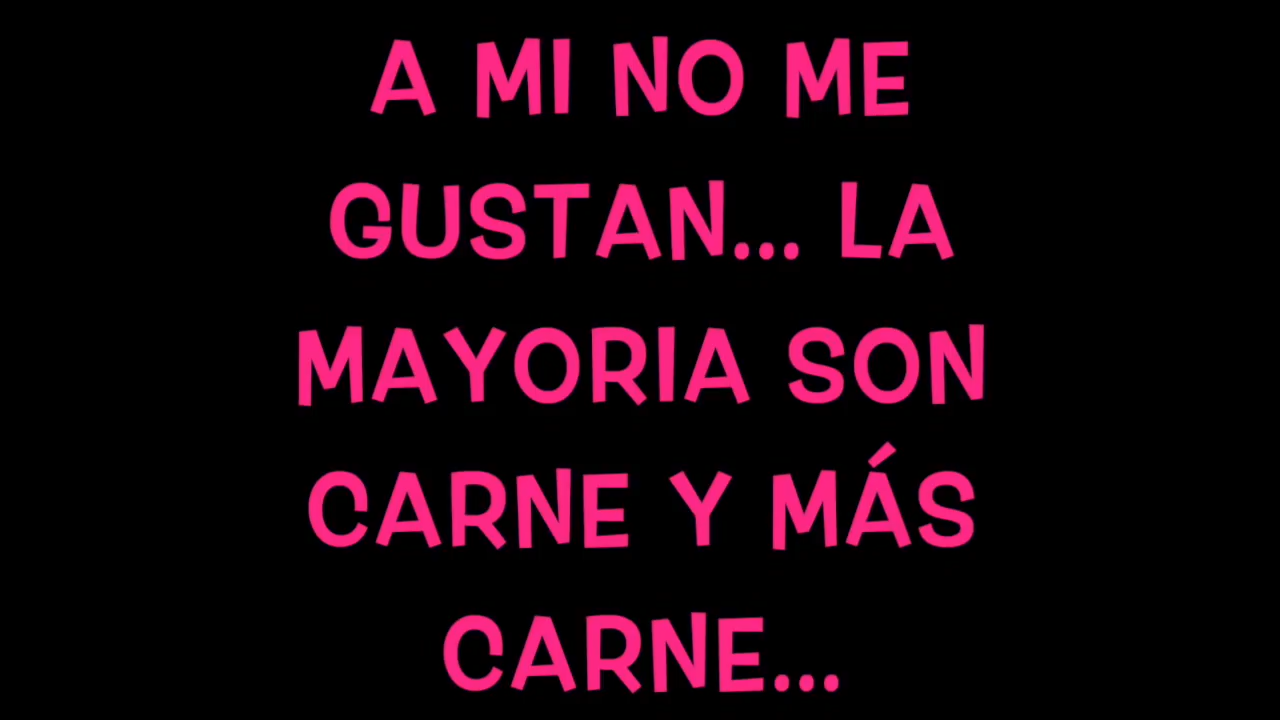 A MI NO ME
GUSTAN... LA
MAYORIA SON
CARNE Y MÁS
CARNE...